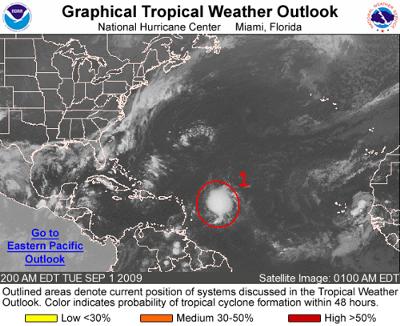 Graphical Tropical Weather Outlook
National Hurricane Center Miami, Florida
1
Go to
Eastern Pacific
Outlook
200 AM EDT TUE SEP 1 2009 Satellite Image: 0100 AM EDT
Outlined areas denote current position of systems discussed in the Tropical Weather
Outlook. Color indicates probability of tropical cyclone formation within 48 hours.
Low <30% Medium 30-50% High >50%